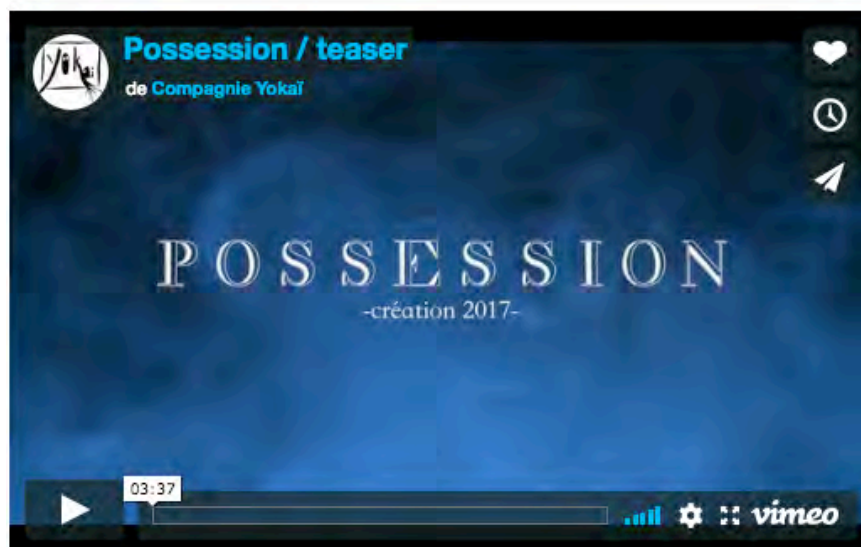 Yokaï
Possession / teaser
de Compagnie Yokaï
POSSESSION
-création 2017-
03:37
vimeo